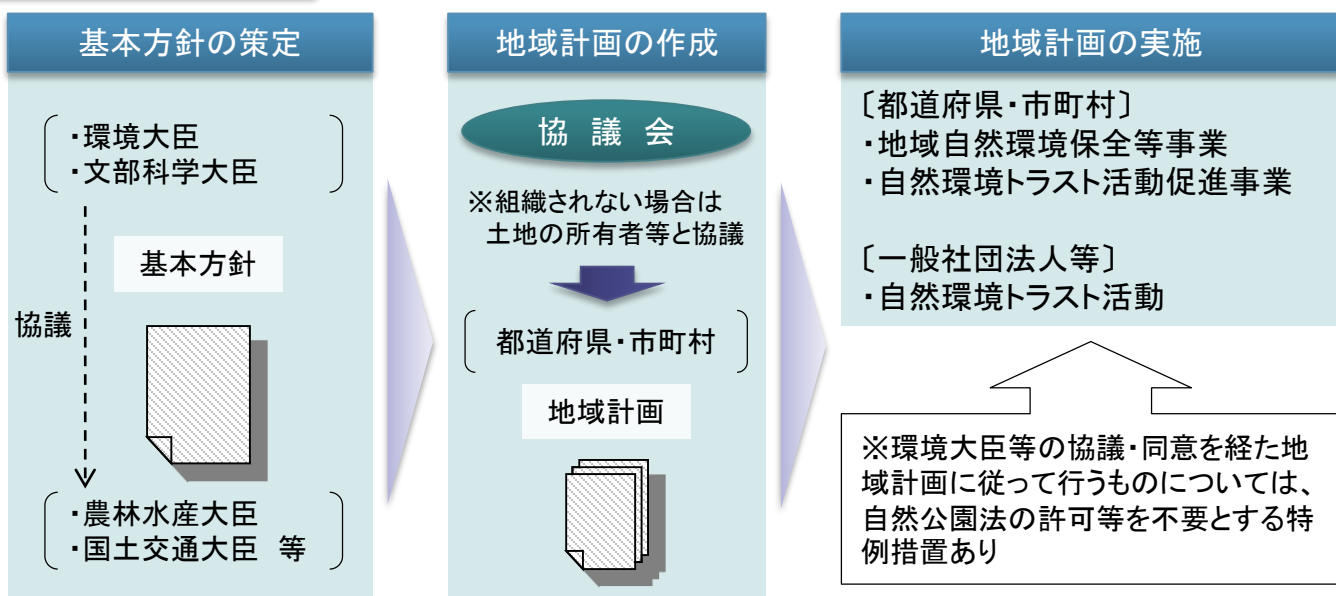 基本方針の策定
・環境大臣
・文部科学大臣
基本方針
協議
・農林水産大臣
・国土交通大臣 等
地域計画の作成
協 議 会
※組織されない場合は
土地の所有者等と協議
都道府県・市町村
地域計画
地域計画の実施
〔都道府県・市町村〕
・地域自然環境保全等事業
・自然環境トラスト活動促進事業
〔一般社団法人等〕
・自然環境トラスト活動
※環境大臣等の協議・同意を経た地
域計画に従って行うものについては、
自然公園法の許可等を不要とする特
例措置あり